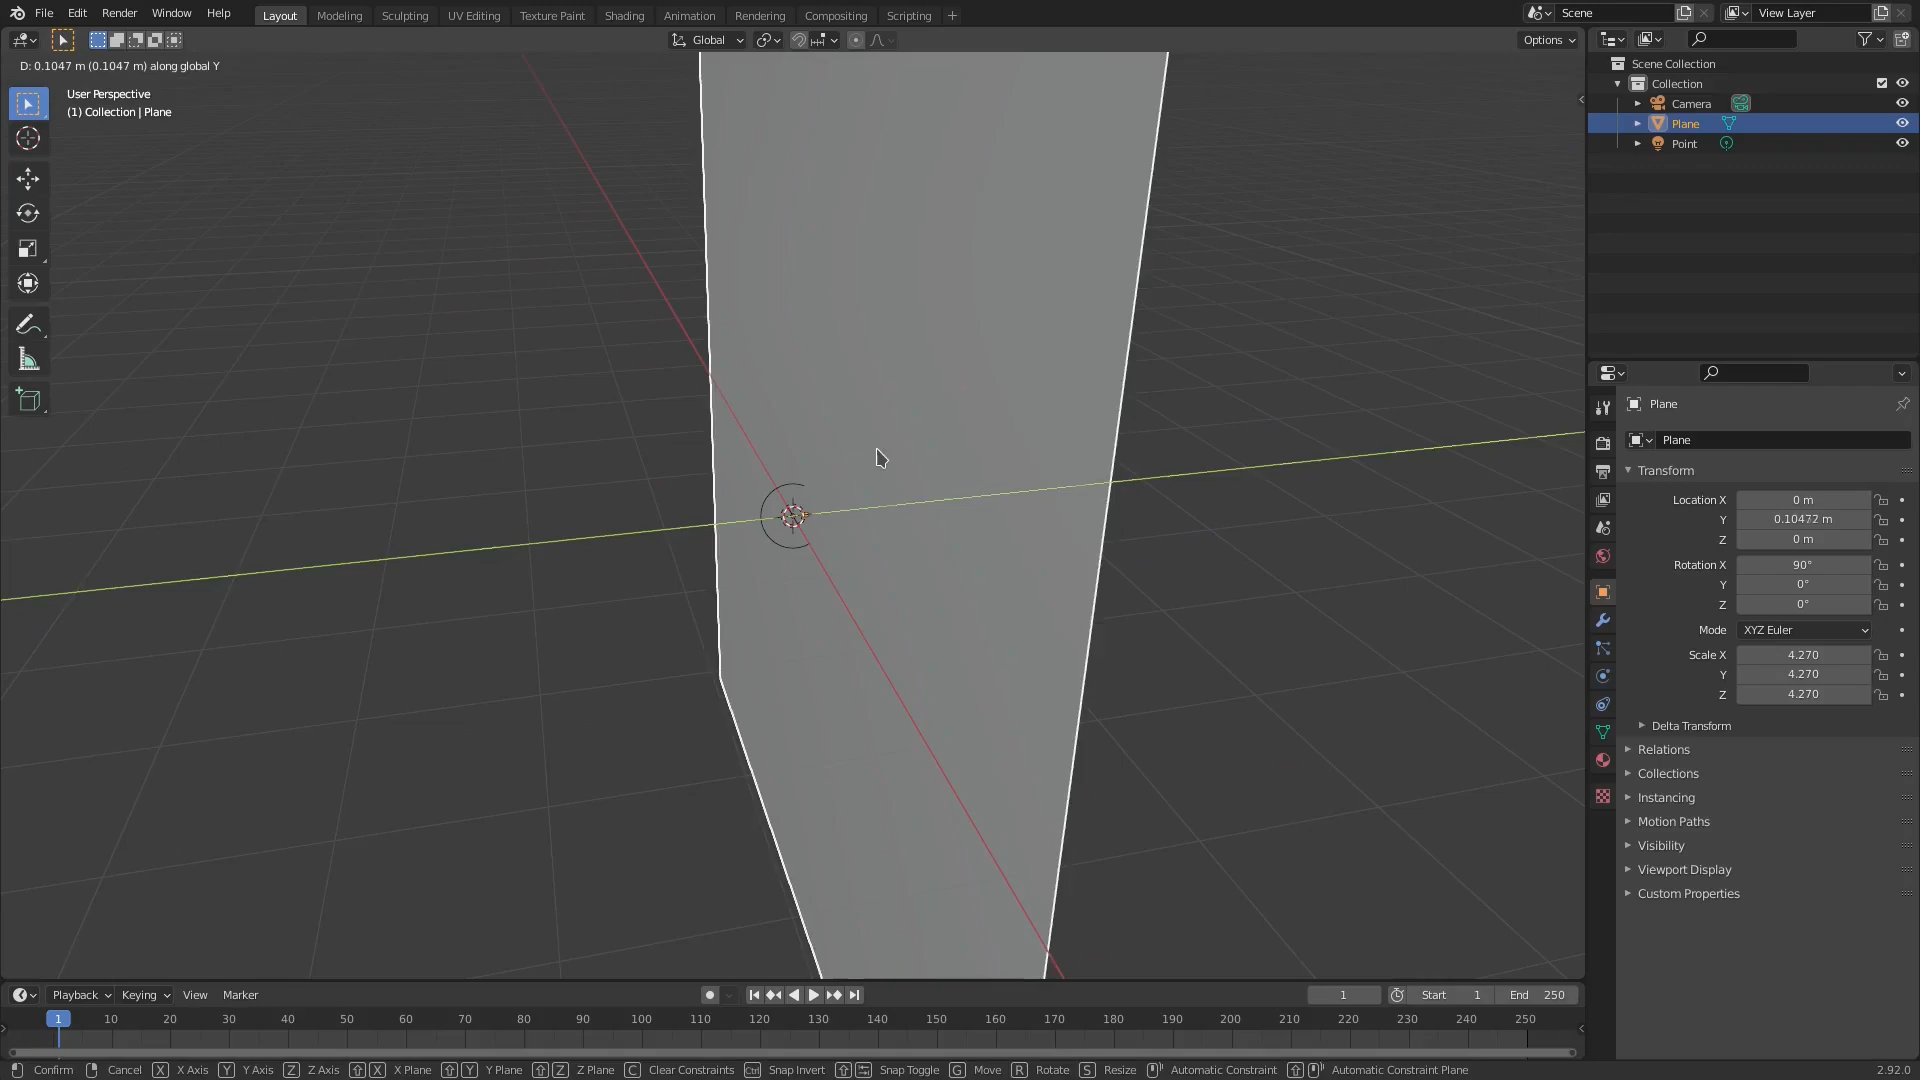 File Edit Render Window Help Layout Modeling Sculpting UV Editing Texture Paint Shading Animation Rendering Compositing Scripting + Scene View Layer
Global Options
D: 0.1047 m (0.1047 m) along global Y
User Perspective
(1) Collection | Plane
Scene Collection
Collection
Camera
Plane
Point
Plane
Plane
Transform
Location X 0 m
Y 0.10472 m
Z 0 m
Rotation X 90°
Y 0°
Z 0°
Mode XYZ Euler
Scale X 4.270
Y 4.270
Z 4.270
Delta Transform
Relations
Collections
Instancing
Motion Paths
Visibility
Viewport Display
Custom Properties
Playback Keying View Marker 1 Start 1 End 250
1 10 20 30 40 50 60 70 80 90 100 110 120 130 140 150 160 170 180 190 200 210 220 230 240 250
Confirm Cancel X X Axis Y Y Axis Z Z Axis X X Plane Y Y Plane Z Z Plane C Clear Constraints Ctrl Snap Invert Snap Toggle G Move R Rotate S Resize Automatic Constraint Automatic Constraint Plane 2.92.0